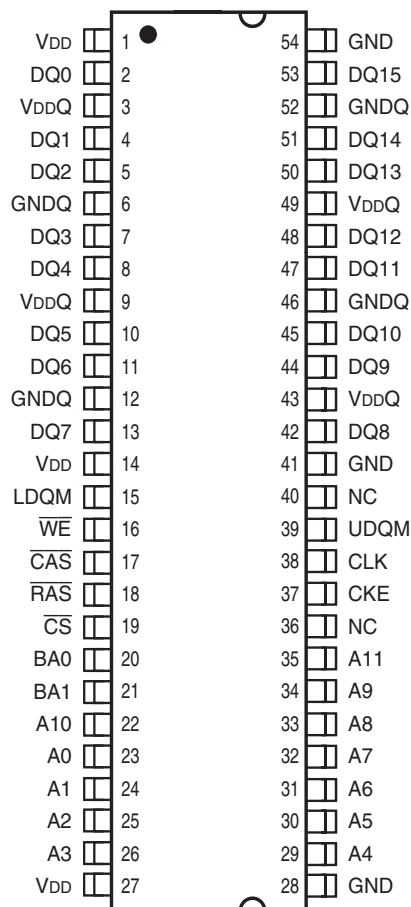 VDD 1 54 GND
DQ0 2 53 DQ15
VDDQ 3 52 GNDQ
DQ1 4 51 DQ14
DQ2 5 50 DQ13
GNDQ 6 49 VDDQ
DQ3 7 48 DQ12
DQ4 8 47 DQ11
VDDQ 9 46 GNDQ
DQ5 10 45 DQ10
DQ6 11 44 DQ9
GNDQ 12 43 VDDQ
DQ7 13 42 DQ8
VDD 14 41 GND
LDQM 15 40 NC
W̅E̅ 16 39 UDQM
C̅A̅S̅ 17 38 CLK
R̅A̅S̅ 18 37 CKE
C̅S̅ 19 36 NC
BA0 20 35 A11
BA1 21 34 A9
A10 22 33 A8
A0 23 32 A7
A1 24 31 A6
A2 25 30 A5
A3 26 29 A4
VDD 27 28 GND